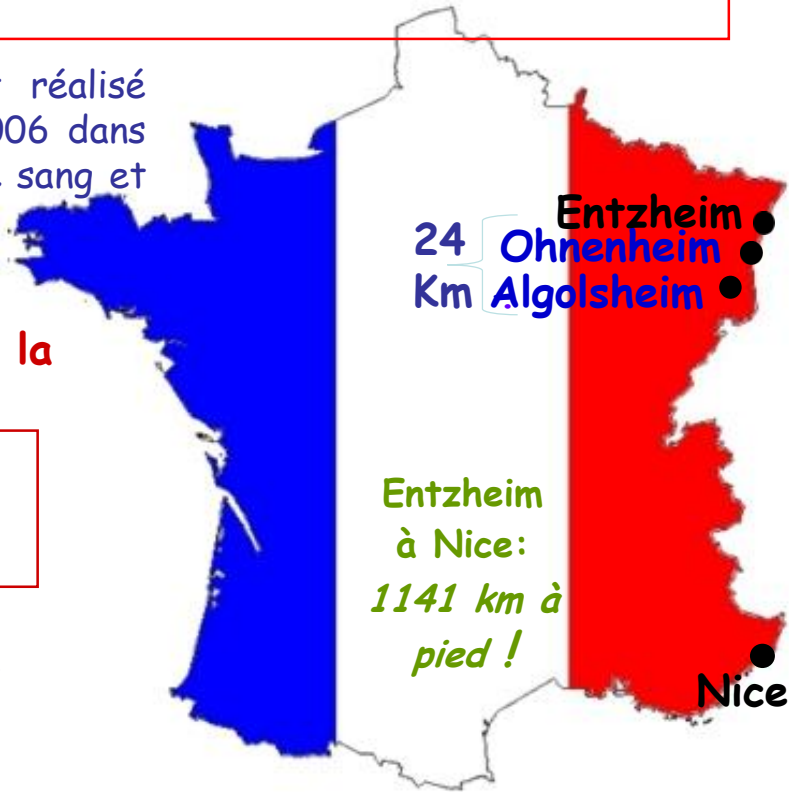 réalisé
006 dans
sang et
la
Entzheim
24 Ohnenheim
Km Algolsheim
Entzheim
à Nice:
1141 km à
pied !
Nice